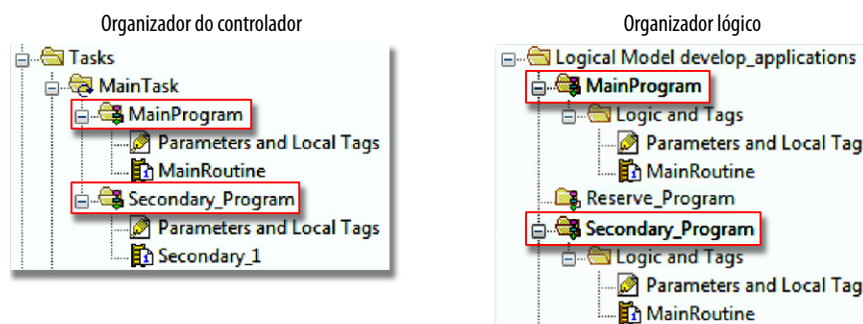 Organizador do controlador
Tasks
MainTask
MainProgram
Parameters and Local Tags
MainRoutine
Secondary_Program
Parameters and Local Tags
Secondary_1
Organizador lógico
Logical Model develop_applications
MainProgram
Logic and Tags
Parameters and Local Tag
MainRoutine
Reserve_Program
Secondary_Program
Logic and Tags
Parameters and Local Tag
MainRoutine